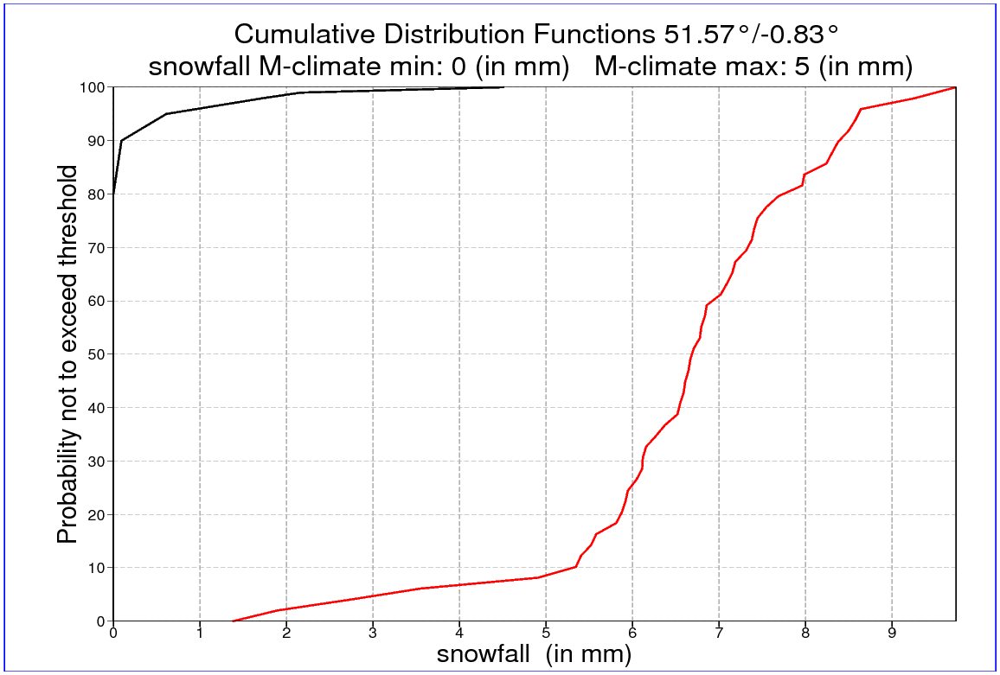 Cumulative Distribution Functions 51.57°/-0.83°
snowfall M-climate min: 0 (in mm)   M-climate max: 5 (in mm)
Probability not to exceed threshold
100
90
80
70
60
50
40
30
20
10
0
0 1 2 3 4 5 6 7 8 9
snowfall  (in mm)